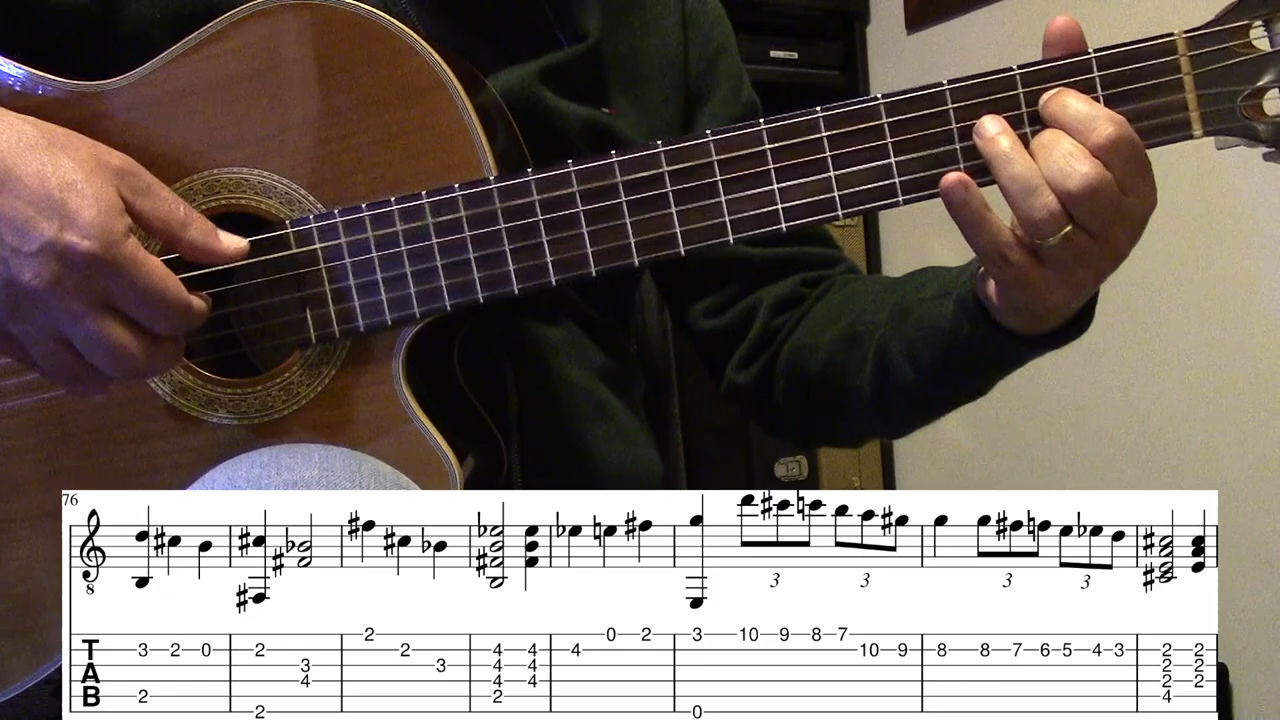 76
8
3 3 3 3
2 0 2 3 10 9 8 7
T 3 2 0 2 2 4 4 4 10 9 8 8 7 6 5 4 3 2 2
A 3 3 4 4 2 2
B 4 4 4 2 2
2 2 4
2 0